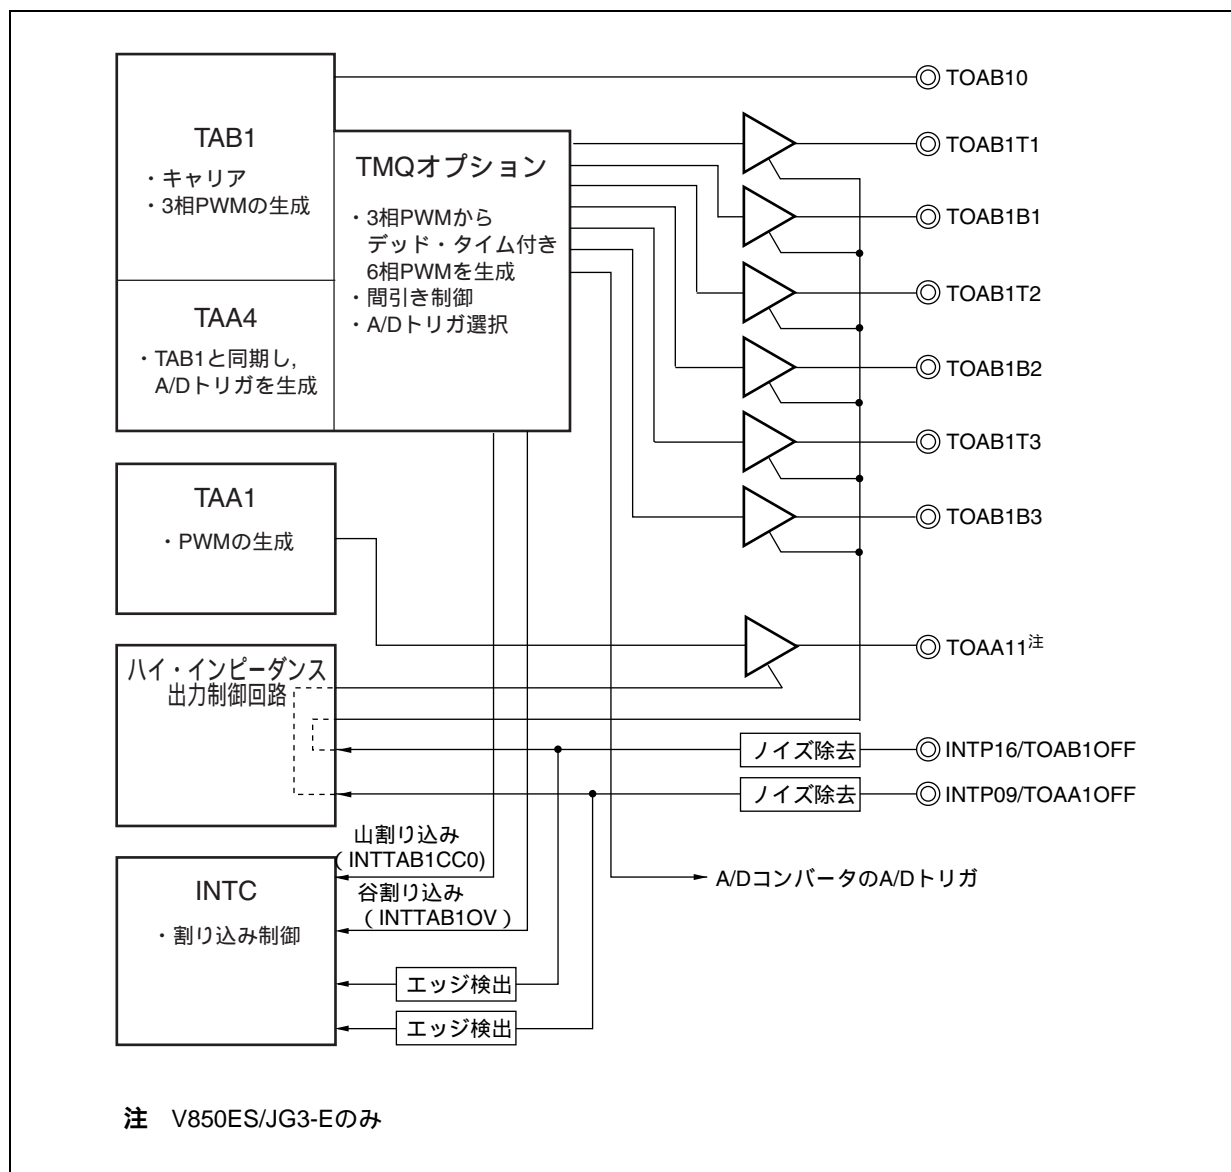 TAB1
・キャリア
・3相PWMの生成
TAA4
・TAB1と同期し,
A/Dトリガを生成
TMQオプション
・3相PWMから
デッド・タイム付き
6相PWMを生成
・間引き制御
・A/Dトリガ選択
TOAB10
TOAB1T1
TOAB1B1
TOAB1T2
TOAB1B2
TOAB1T3
TOAB1B3
TAA1
・PWMの生成
TOAA11注
ハイ・インピーダンス
出力制御回路
ノイズ除去
INTP16/TOAB1OFF
ノイズ除去
INTP09/TOAA1OFF
山割り込み
(INTTAB1CC0)
谷割り込み
(INTTAB1OV)
A/DコンバータのA/Dトリガ
INTC
・割り込み制御
エッジ検出
エッジ検出
注 V850ES/JG3-Eのみ